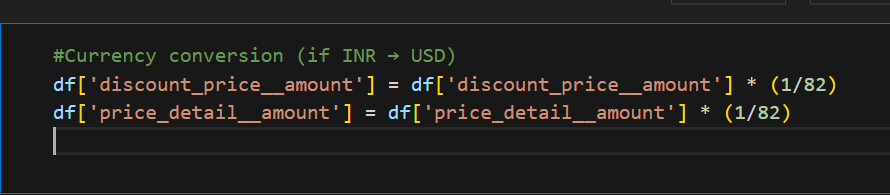 #Currency conversion (if INR → USD)
df['discount_price__amount'] = df['discount_price__amount'] * (1/82)
df['price_detail__amount'] = df['price_detail__amount'] * (1/82)